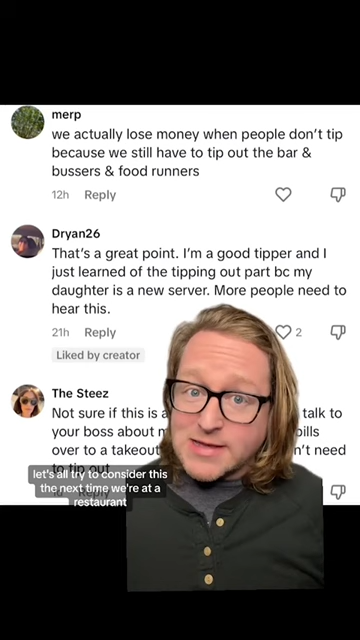 merp
we actually lose money when people don't tip
because we still have to tip out the bar &
bussers & food runners
12h Reply
Dryan26
That's a great point. I'm a good tipper and I
just learned of the tipping out part bc my
daughter is a new server. More people need to
hear this.
21h Reply 2
Liked by creator
The Steez
Not sure if this is a talk to
your boss about bills
over to a takeout n't need
to tip out
let's all try to consider this
the next time we're at a
restaurant